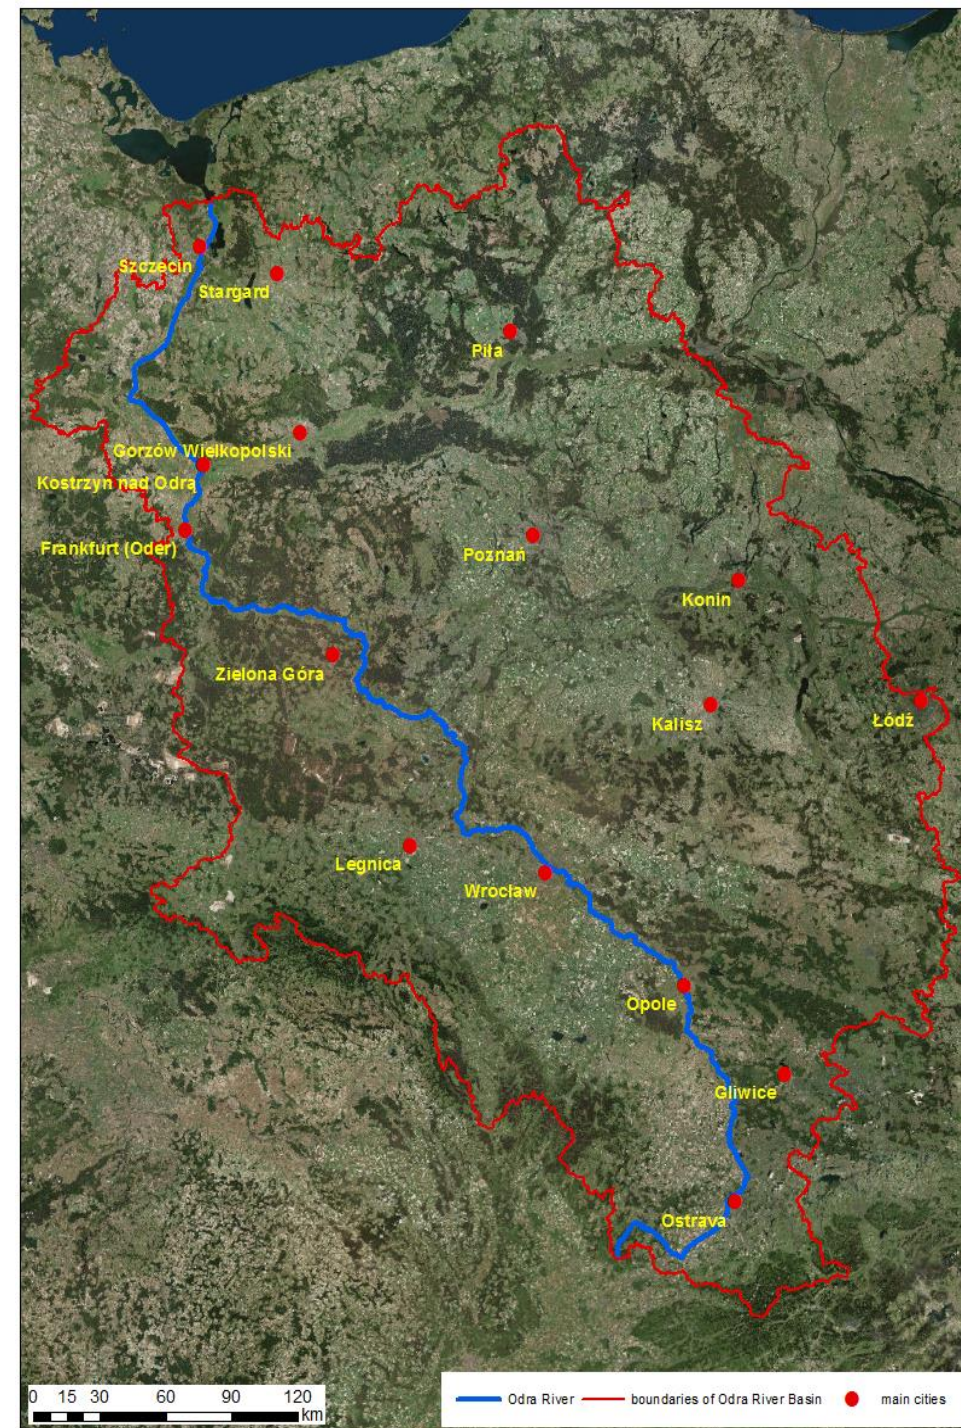 Szczecin
Stargard
Piła
Gorzów Wielkopolski
Kostrzyn nad Odrą
Frankfurt (Oder)
Poznań
Konin
Zielona Góra
Kalisz
Łódź
Legnica
Wrocław
Opole
Gliwice
Ostrava
0 15 30 60 90 120
km
Odra River boundaries of Odra River Basin main cities